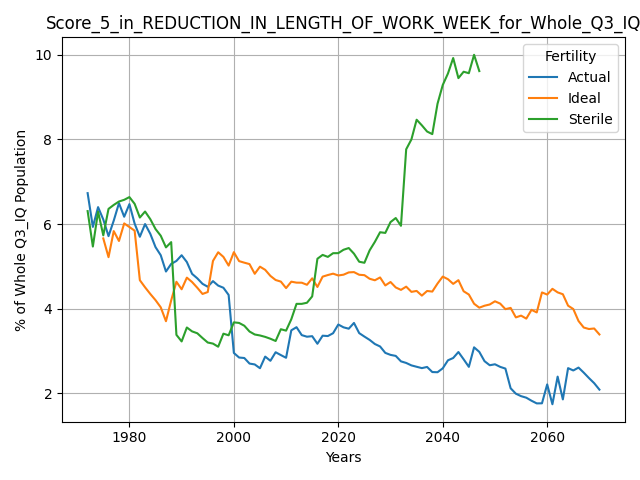 Score_5_in_REDUCTION_IN_LENGTH_OF_WORK_WEEK_for_Whole_Q3_IQ
% of Whole Q3_IQ Population
10
8
6
4
2
Fertility
Actual
Ideal
Sterile
1980
2000
2020
2040
2060
Years